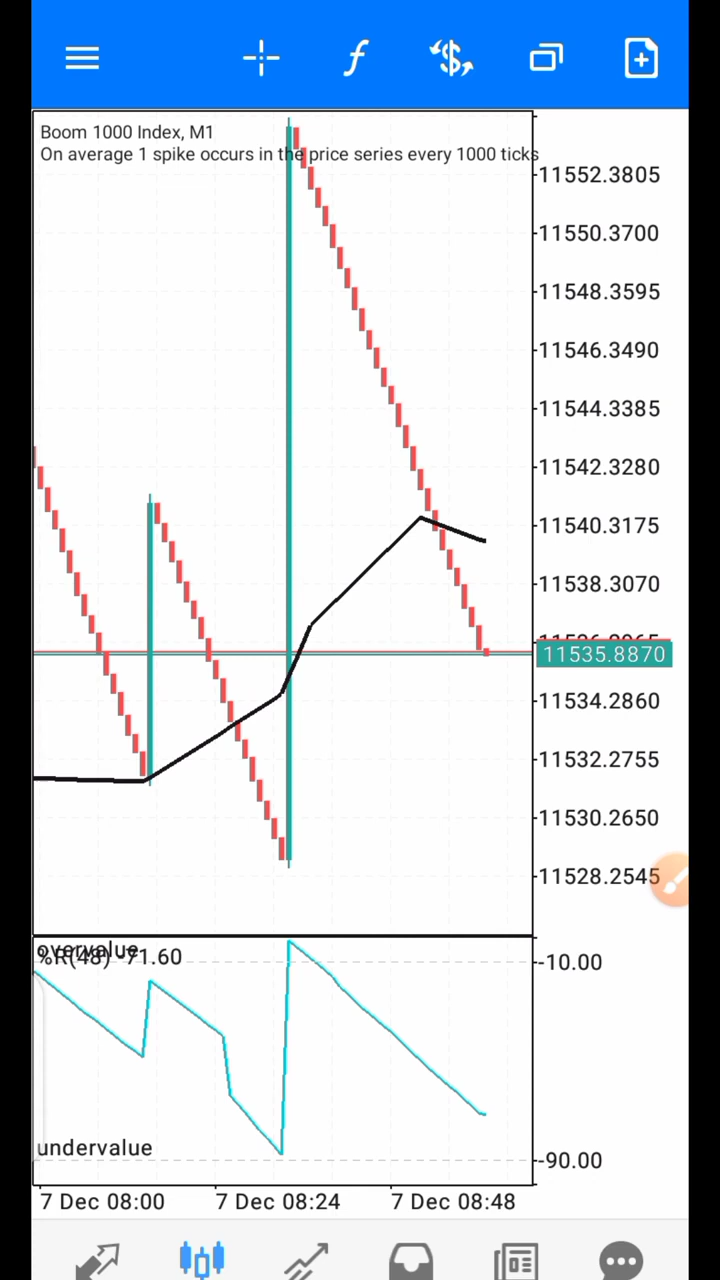 Boom 1000 Index, M1
On average 1 spike occurs in the price series every 1000 ticks
11552.3805
11550.3700
11548.3595
11546.3490
11544.3385
11542.3280
11540.3175
11538.3070
11535.8870
11534.2860
11532.2755
11530.2650
11528.2545
overvalue
%R(48) -71.60
-10.00
undervalue
-90.00
7 Dec 08:00 7 Dec 08:24 7 Dec 08:48